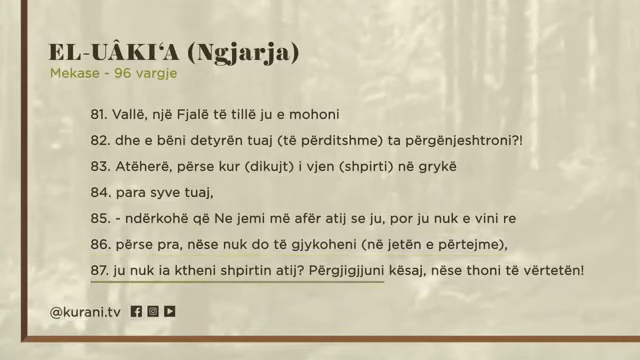 EL-UÂKI‘A (Ngjarja)
Mekase - 96 vargje
81. Vallë, një Fjalë të tillë ju e mohoni
82. dhe e bëni detyrën tuaj (të përditshme) ta përgënjeshtroni?!
83. Atëherë, përse kur (dikujt) i vjen (shpirti) në grykë
84. para syve tuaj,
85. - ndërkohë që Ne jemi më afër atij se ju, por ju nuk e vini re
86. përse pra, nëse nuk do të gjykoheni (në jetën e përtejme),
87. ju nuk ia ktheni shpirtin atij? Përgjigjjuni kësaj, nëse thoni të vërtetën!
@kurani.tv